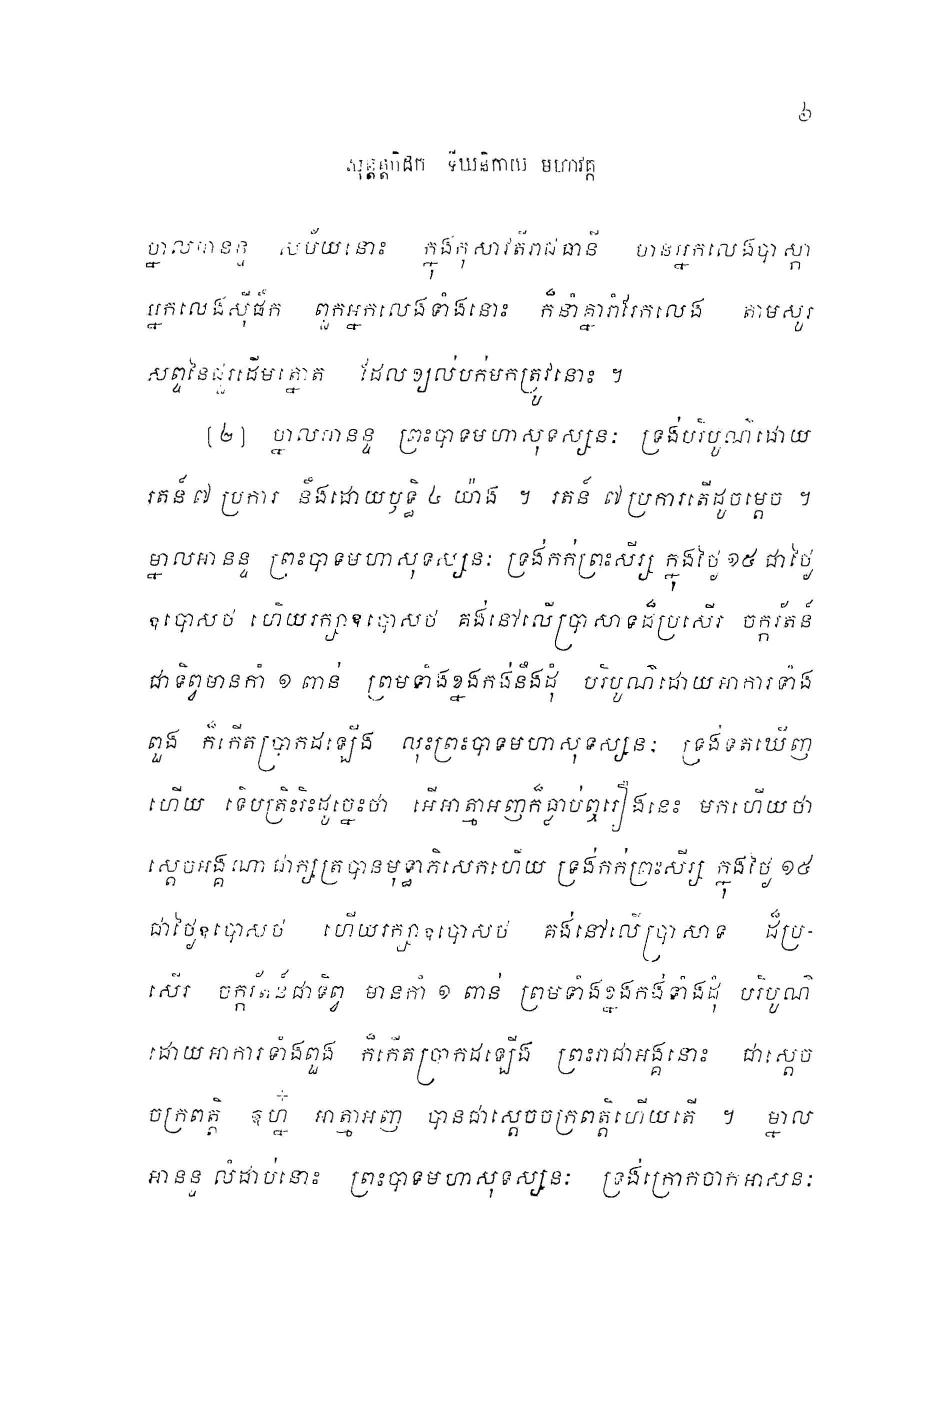 ៦
សុត្តន្តបិដក ទីឃនិកាយ មហាវគ្គ
ម្នាលអានន្ទ សម័យនោះ ក្នុងកុសាវតីរាជធានី មានអ្នកលេងបាស្កា
អ្នកលេងស៊ីផឹក ពួកអ្នកលេងទាំងនោះ ក៏នាំគ្នារាំរែកលេង តាមសូរ
សព្ទនៃជួរដើមត្នោត ដែលខ្យល់បក់មកត្រូវនោះ ។
(២) ម្នាលអានន្ទ ព្រះបាទមហាសុទស្សនៈ ទ្រង់បរិបូណ៌ដោយ
រតន៍ ៧ ប្រការ នឹងដោយឫទ្ធិ ៤ យ៉ាង ។ រតន៍ ៧ ប្រការតើដូចម្តេច ។
ម្នាលអានន្ទ ព្រះបាទមហាសុទស្សនៈ ទ្រង់កក់ព្រះសីរ្ស ក្នុងថ្ងៃ ១៥ ជាថ្ងៃ
ឧបោសថ ហើយរក្សាឧបោសថ គង់នៅលើប្រាសាទដ៏ប្រសើរ ចក្ករ័តន៍
ជាទិព្វមានកាំ ១ ពាន់ ព្រមទាំងខ្នងកង់នឹងដុំ បរិបូណ៌ដោយអាការទាំង
ពួង ក៏កើតប្រាកដឡើង លុះព្រះបាទមហាសុទស្សនៈ ទ្រង់ទតឃើញ
ហើយ ទើបត្រិះរិះដូច្នេះថា អើអាត្មាអញក៏ធ្លាប់ឮរឿងនេះ មកហើយថា
ស្តេចអង្គណា ជាក្សត្របានមុទ្ធាភិសេកហើយ ទ្រង់កក់ព្រះសីរ្ស ក្នុងថ្ងៃ ១៥
ជាថ្ងៃឧបោសថ ហើយរក្សាឧបោសថ គង់នៅលើប្រាសាទ ដ៏ប្រ-
សើរ ចក្ករ័តន៍ជាទិព្វ មានកាំ ១ ពាន់ ព្រមទាំងខ្នងកង់ទាំងដុំ បរិបូណ៌
ដោយអាការទាំងពួង ក៏កើតប្រាកដឡើង ព្រះរាជាអង្គនោះ ជាស្តេច
ចក្រពត្តិ ឧហ្ន៎ អាត្មាអញ បានជាស្តេចចក្រពត្តិហើយតើ ។ ម្នាល
អានន្ទ លំដាប់នោះ ព្រះបាទមហាសុទស្សនៈ ទ្រង់ក្រោកចាកអាសនៈ